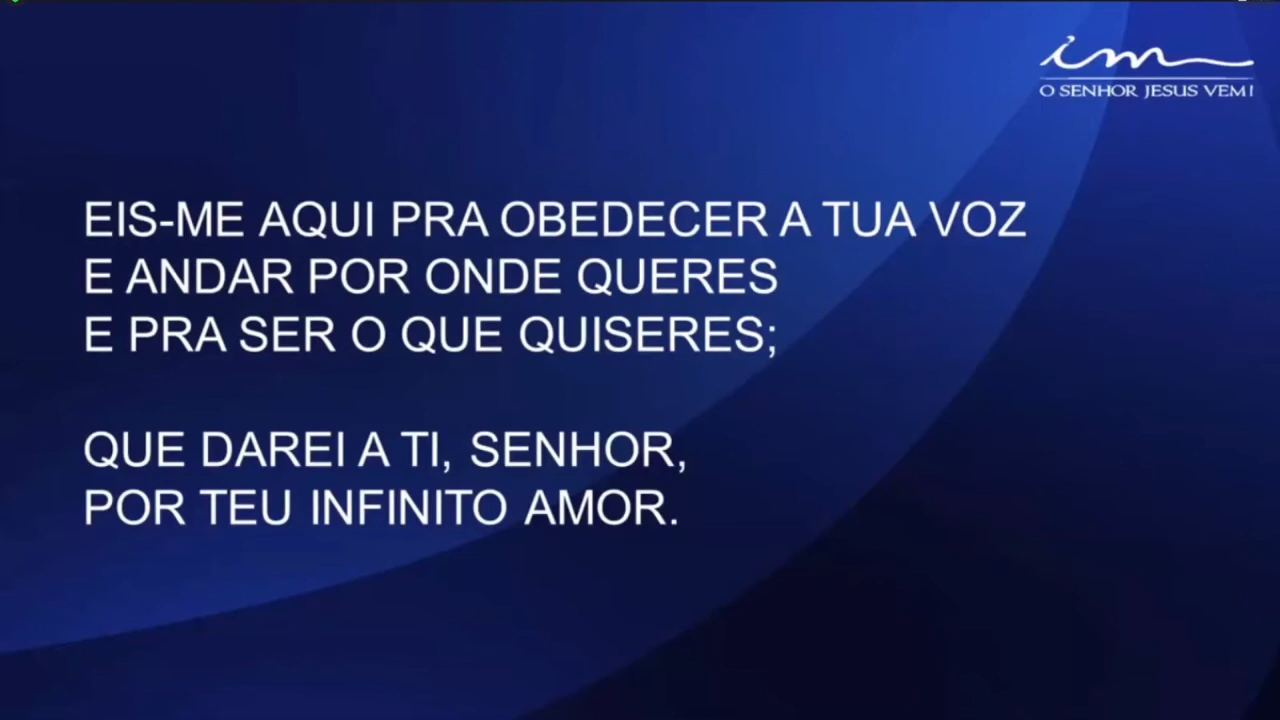 im
O SENHOR JESUS VEM!
EIS-ME AQUI PRA OBEDECER A TUA VOZ
E ANDAR POR ONDE QUERES
E PRA SER O QUE QUISERES;
QUE DAREI A TI, SENHOR,
POR TEU INFINITO AMOR.